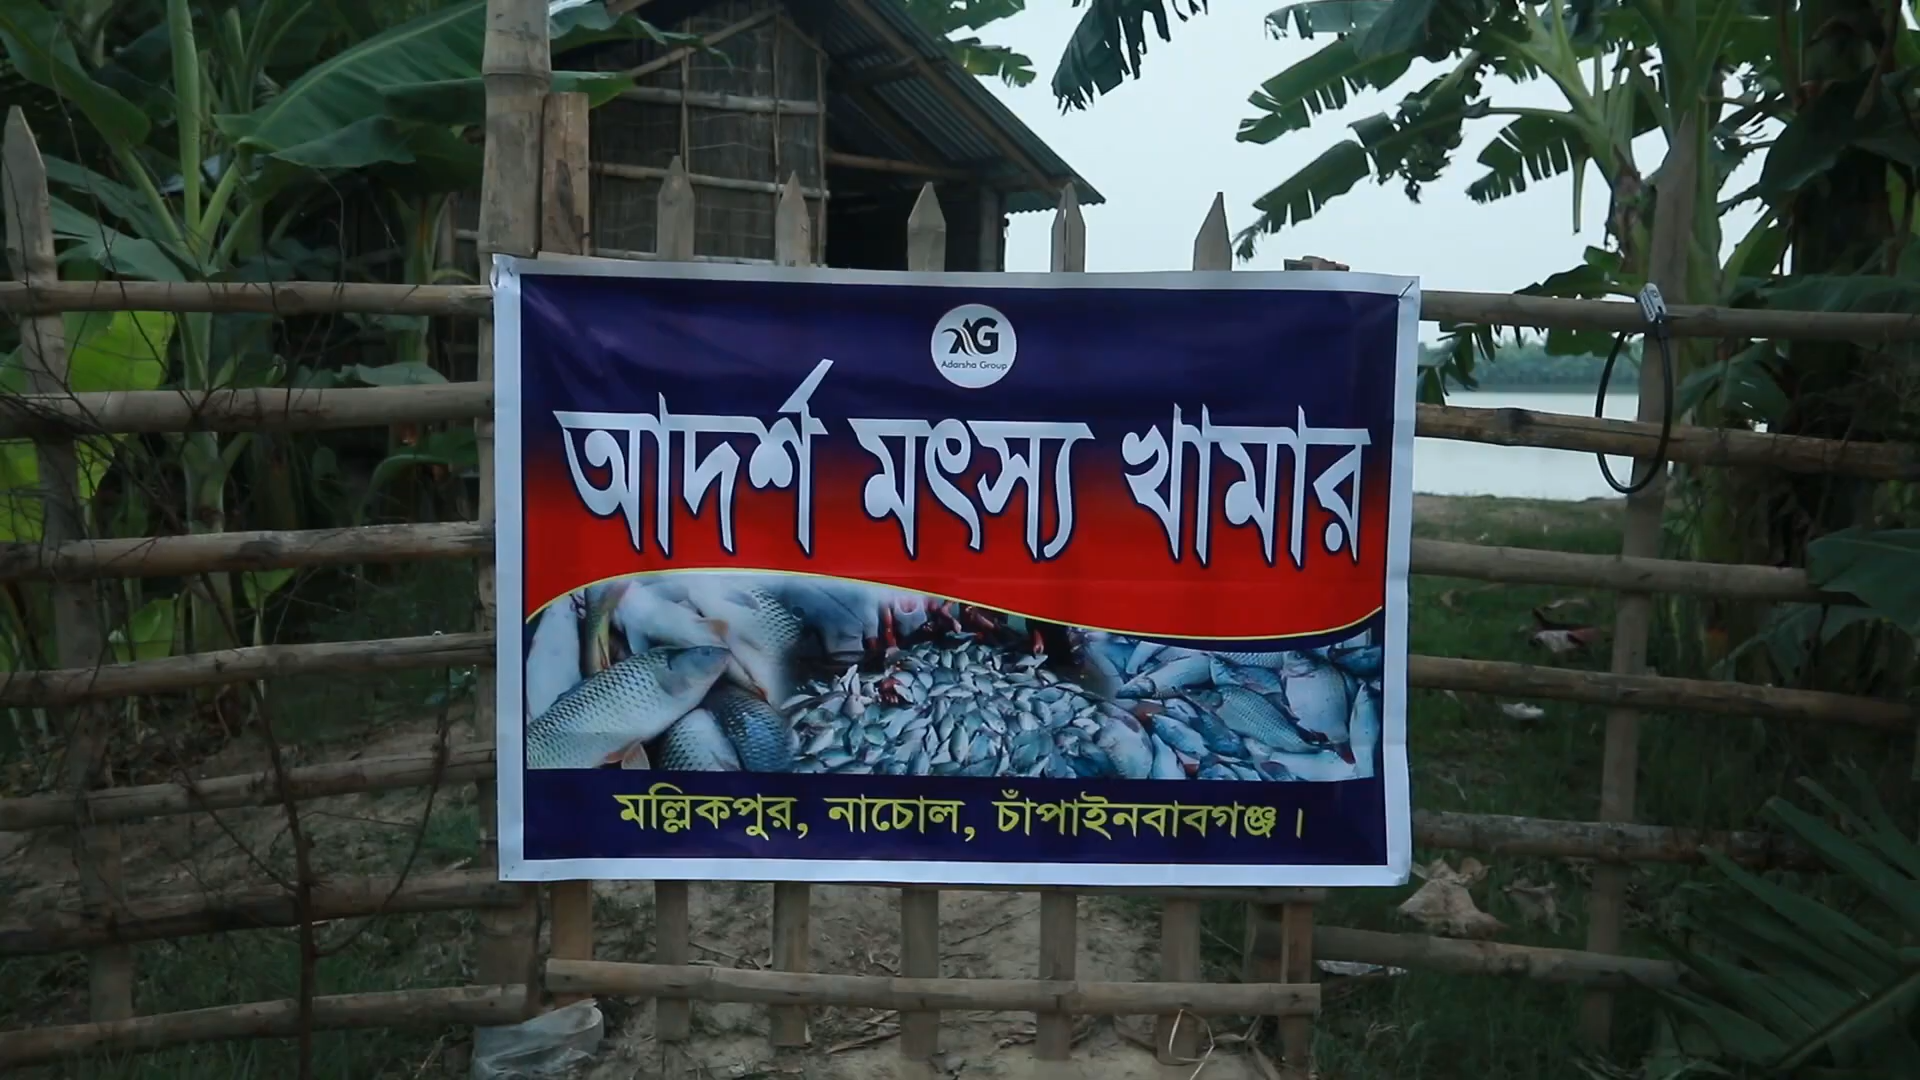 AG
Adarsha Group
আদর্শ মৎস্য খামার
মল্লিকপুর, নাচোল, চাঁপাইনবাবগঞ্জ।